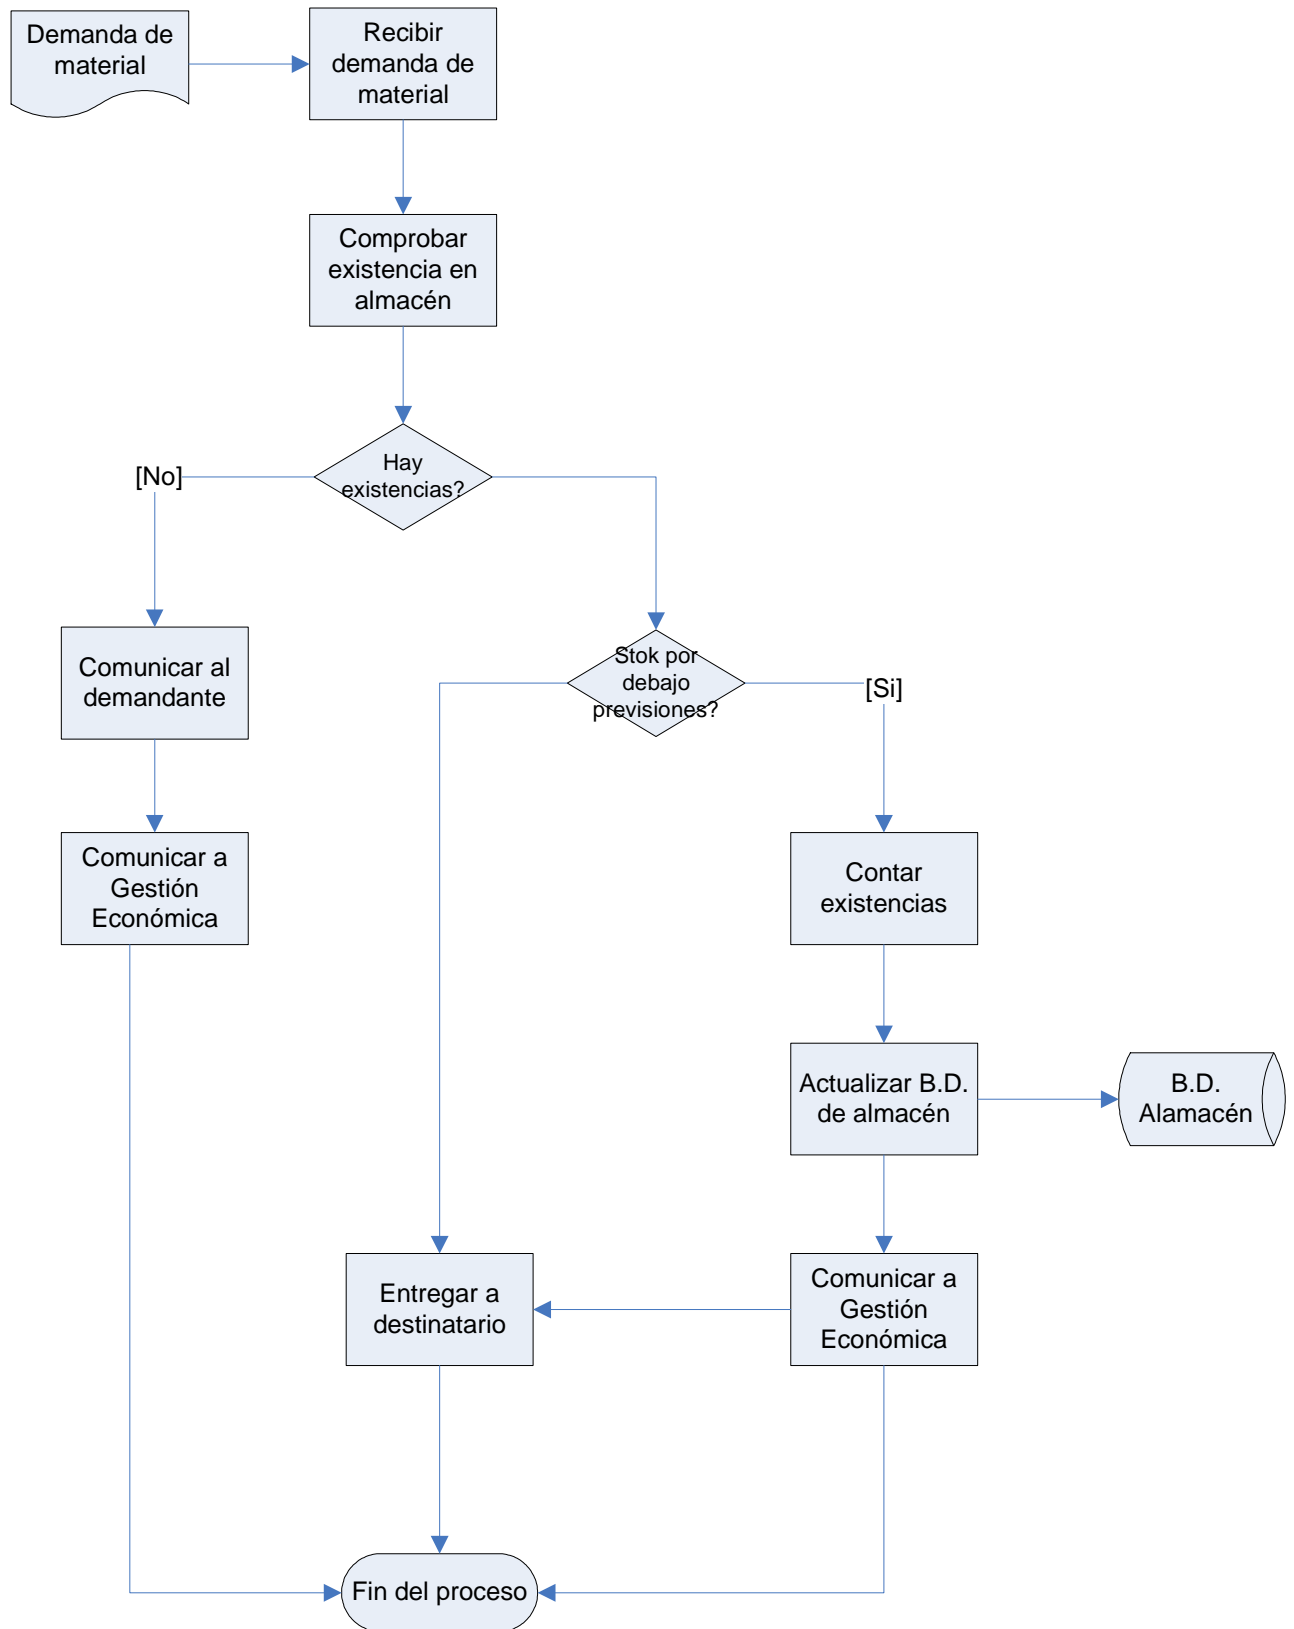 Demanda de
material
Recibir
demanda de
material
Comprobar
existencia en
almacén
Hay
existencias?
[No]
Comunicar al
demandante
Stok por
debajo
previsiones?
[Si]
Comunicar a
Gestión
Económica
Contar
existencias
Actualizar B.D.
de almacén
B.D.
Alamacén
Entregar a
destinatario
Comunicar a
Gestión
Económica
Fin del proceso